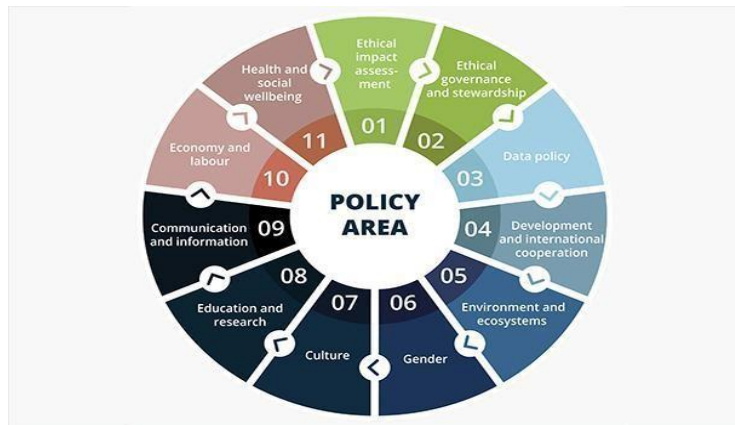 POLICY
AREA
Ethical
impact
assess-
ment
01
Ethical
governance
and stewardship
02
Data policy
03
Development
and international
cooperation
04
Environment and
ecosystems
05
Gender
06
Culture
07
Education and
research
08
Communication
and information
09
Economy and
labour
10
Health and
social
wellbeing
11